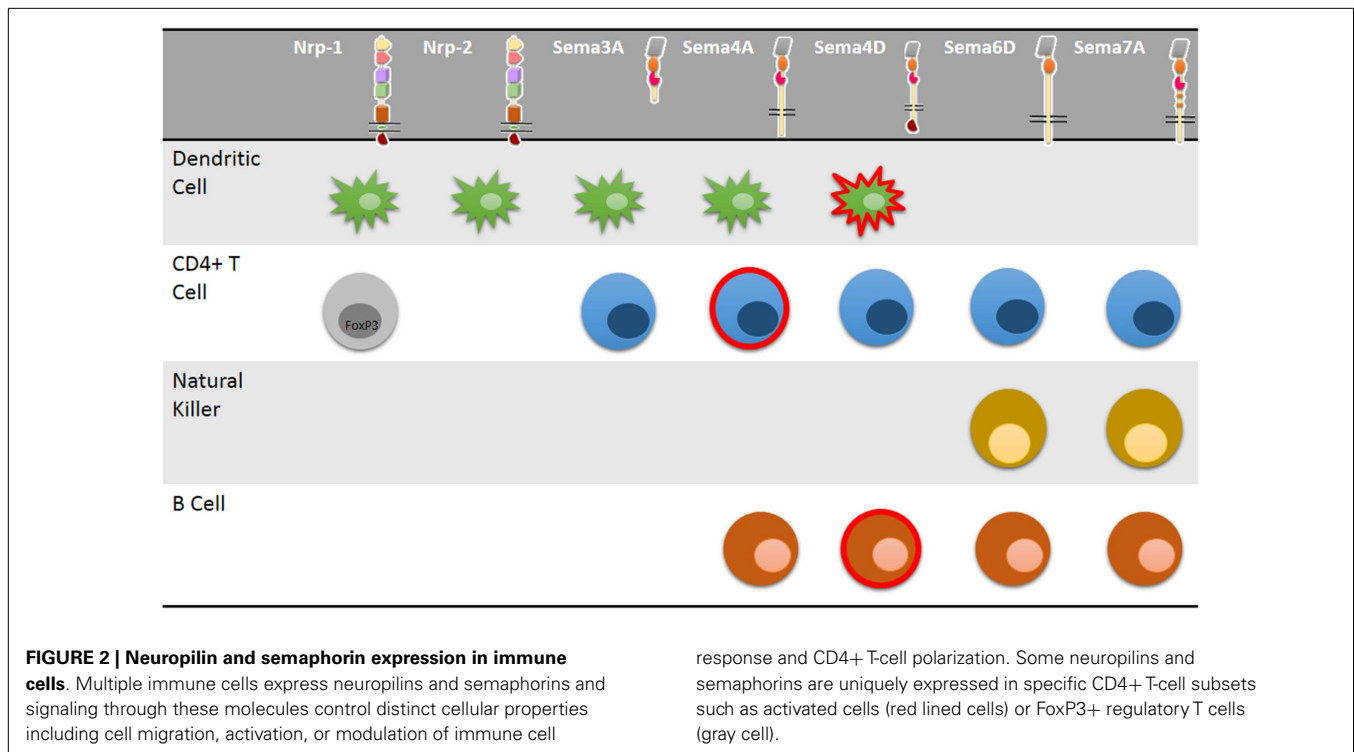 Nrp-1 Nrp-2 Sema3A Sema4A Sema4D Sema6D Sema7A
Dendritic
Cell
CD4+ T
Cell
FoxP3
Natural
Killer
B Cell
FIGURE 2 | Neuropilin and semaphorin expression in immune
cells. Multiple immune cells express neuropilins and semaphorins and
signaling through these molecules control distinct cellular properties
including cell migration, activation, or modulation of immune cell
response and CD4+ T-cell polarization. Some neuropilins and
semaphorins are uniquely expressed in specific CD4+ T-cell subsets
such as activated cells (red lined cells) or FoxP3+ regulatory T cells
(gray cell).